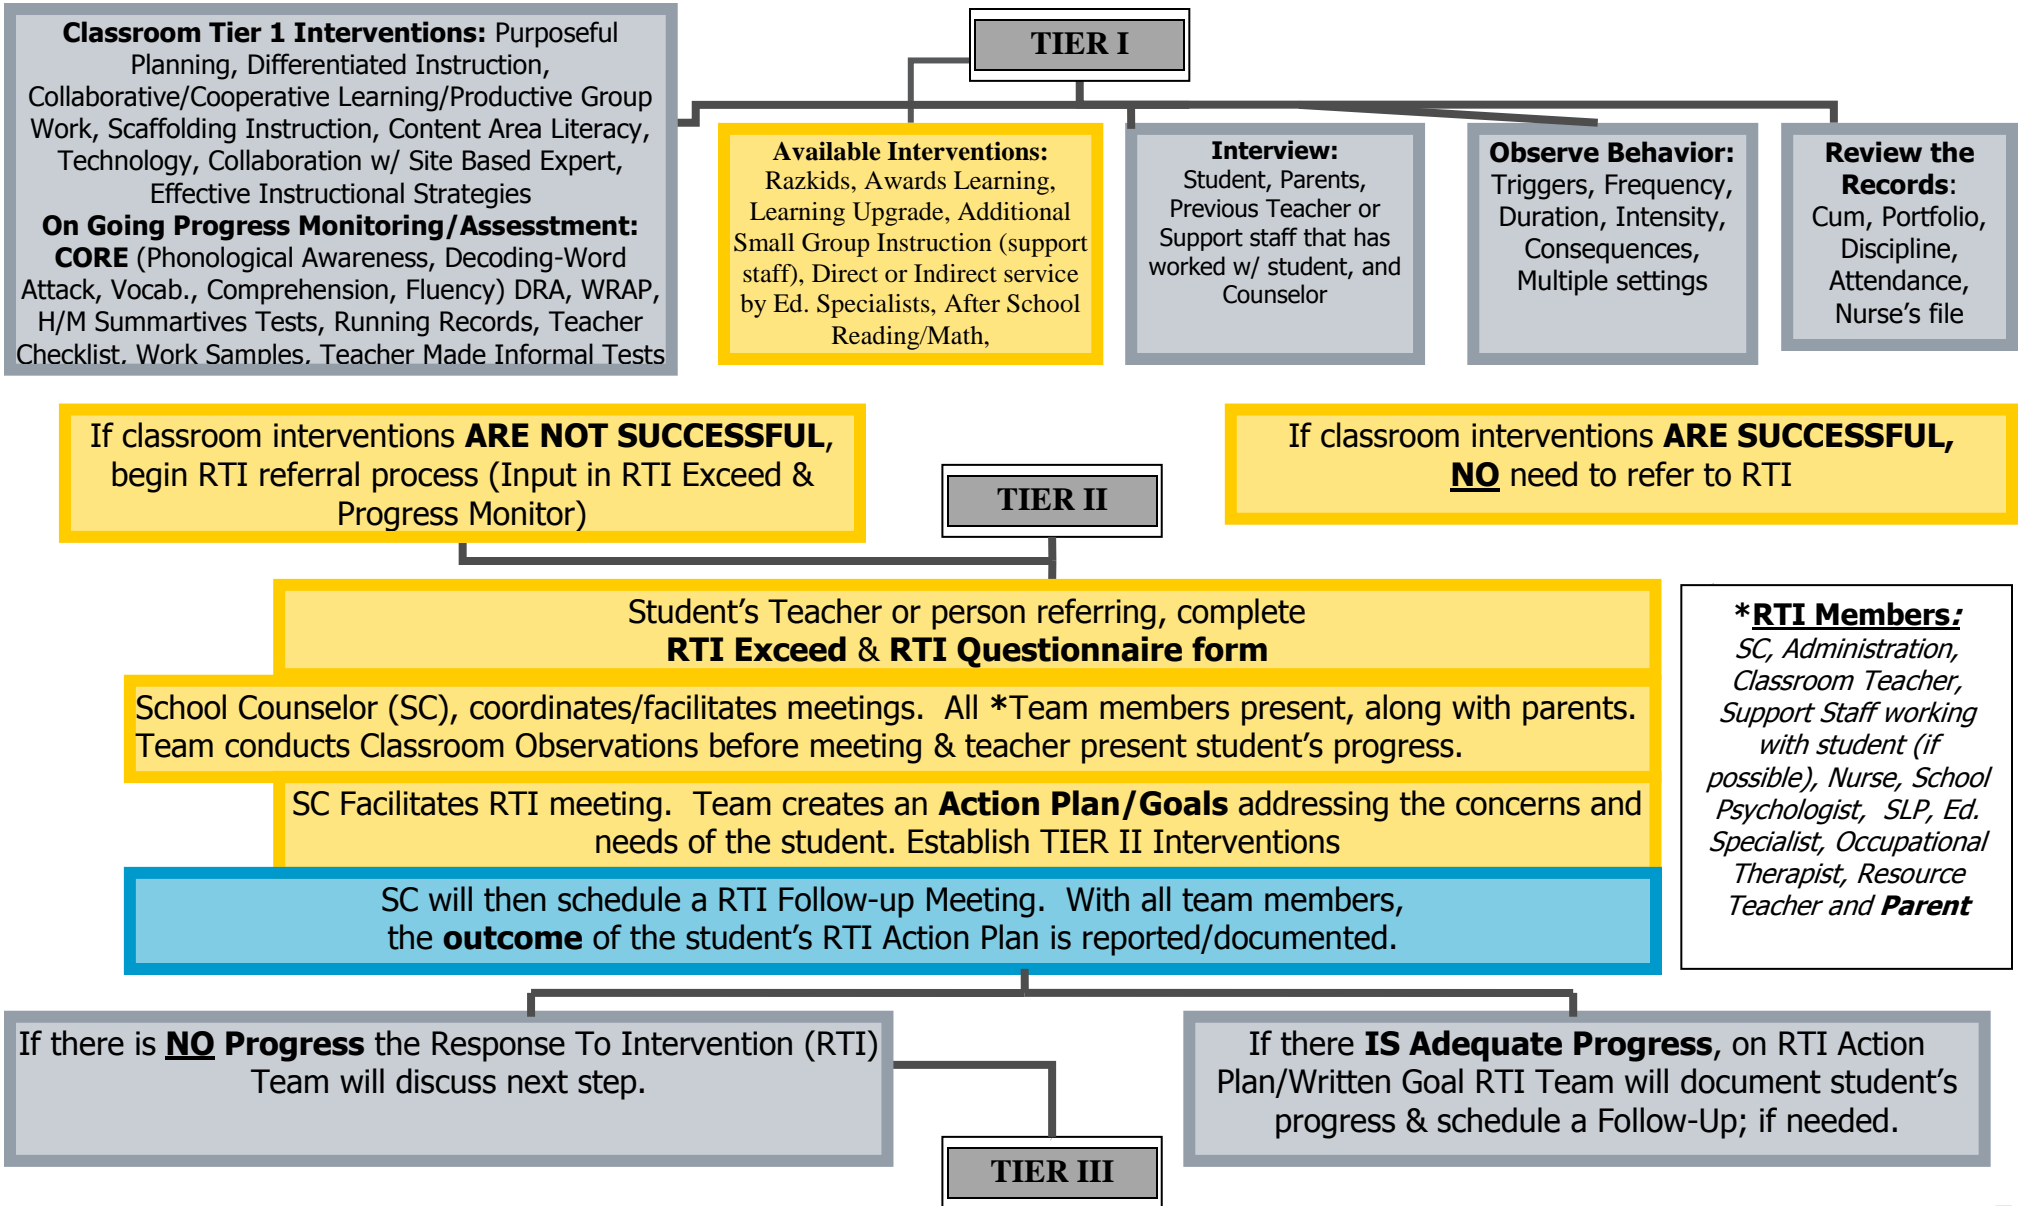 TIER I
Classroom Tier 1 Interventions: Purposeful
Planning, Differentiated Instruction,
Collaborative/Cooperative Learning/Productive Group
Work, Scaffolding Instruction, Content Area Literacy,
Technology, Collaboration w/ Site Based Expert,
Effective Instructional Strategies
On Going Progress Monitoring/Assesstment:
CORE (Phonological Awareness, Decoding-Word
Attack, Vocab., Comprehension, Fluency) DRA, WRAP,
H/M Summartives Tests, Running Records, Teacher
Checklist, Work Samples, Teacher Made Informal Tests
Available Interventions:
Razkids, Awards Learning,
Learning Upgrade, Additional
Small Group Instruction (support
staff), Direct or Indirect service
by Ed. Specialists, After School
Reading/Math,
Interview:
Student, Parents,
Previous Teacher or
Support staff that has
worked w/ student, and
Counselor
Observe Behavior:
Triggers, Frequency,
Duration, Intensity,
Consequences,
Multiple settings
Review the
Records:
Cum, Portfolio,
Discipline,
Attendance,
Nurse’s file
If classroom interventions ARE NOT SUCCESSFUL,
begin RTI referral process (Input in RTI Exceed &
Progress Monitor)
If classroom interventions ARE SUCCESSFUL,
NO need to refer to RTI
TIER II
Student’s Teacher or person referring, complete
RTI Exceed & RTI Questionnaire form
School Counselor (SC), coordinates/facilitates meetings.  All *Team members present, along with parents.
Team conducts Classroom Observations before meeting & teacher present student’s progress.
SC Facilitates RTI meeting.  Team creates an Action Plan/Goals addressing the concerns and
needs of the student. Establish TIER II Interventions
SC will then schedule a RTI Follow-up Meeting.  With all team members,
the outcome of the student’s RTI Action Plan is reported/documented.
*RTI Members:
SC, Administration,
Classroom Teacher,
Support Staff working
with student (if
possible), Nurse, School
Psychologist,  SLP, Ed.
Specialist, Occupational
Therapist, Resource
Teacher and Parent
If there is NO Progress the Response To Intervention (RTI)
Team will discuss next step.
If there IS Adequate Progress, on RTI Action
Plan/Written Goal RTI Team will document student’s
progress & schedule a Follow-Up; if needed.
TIER III